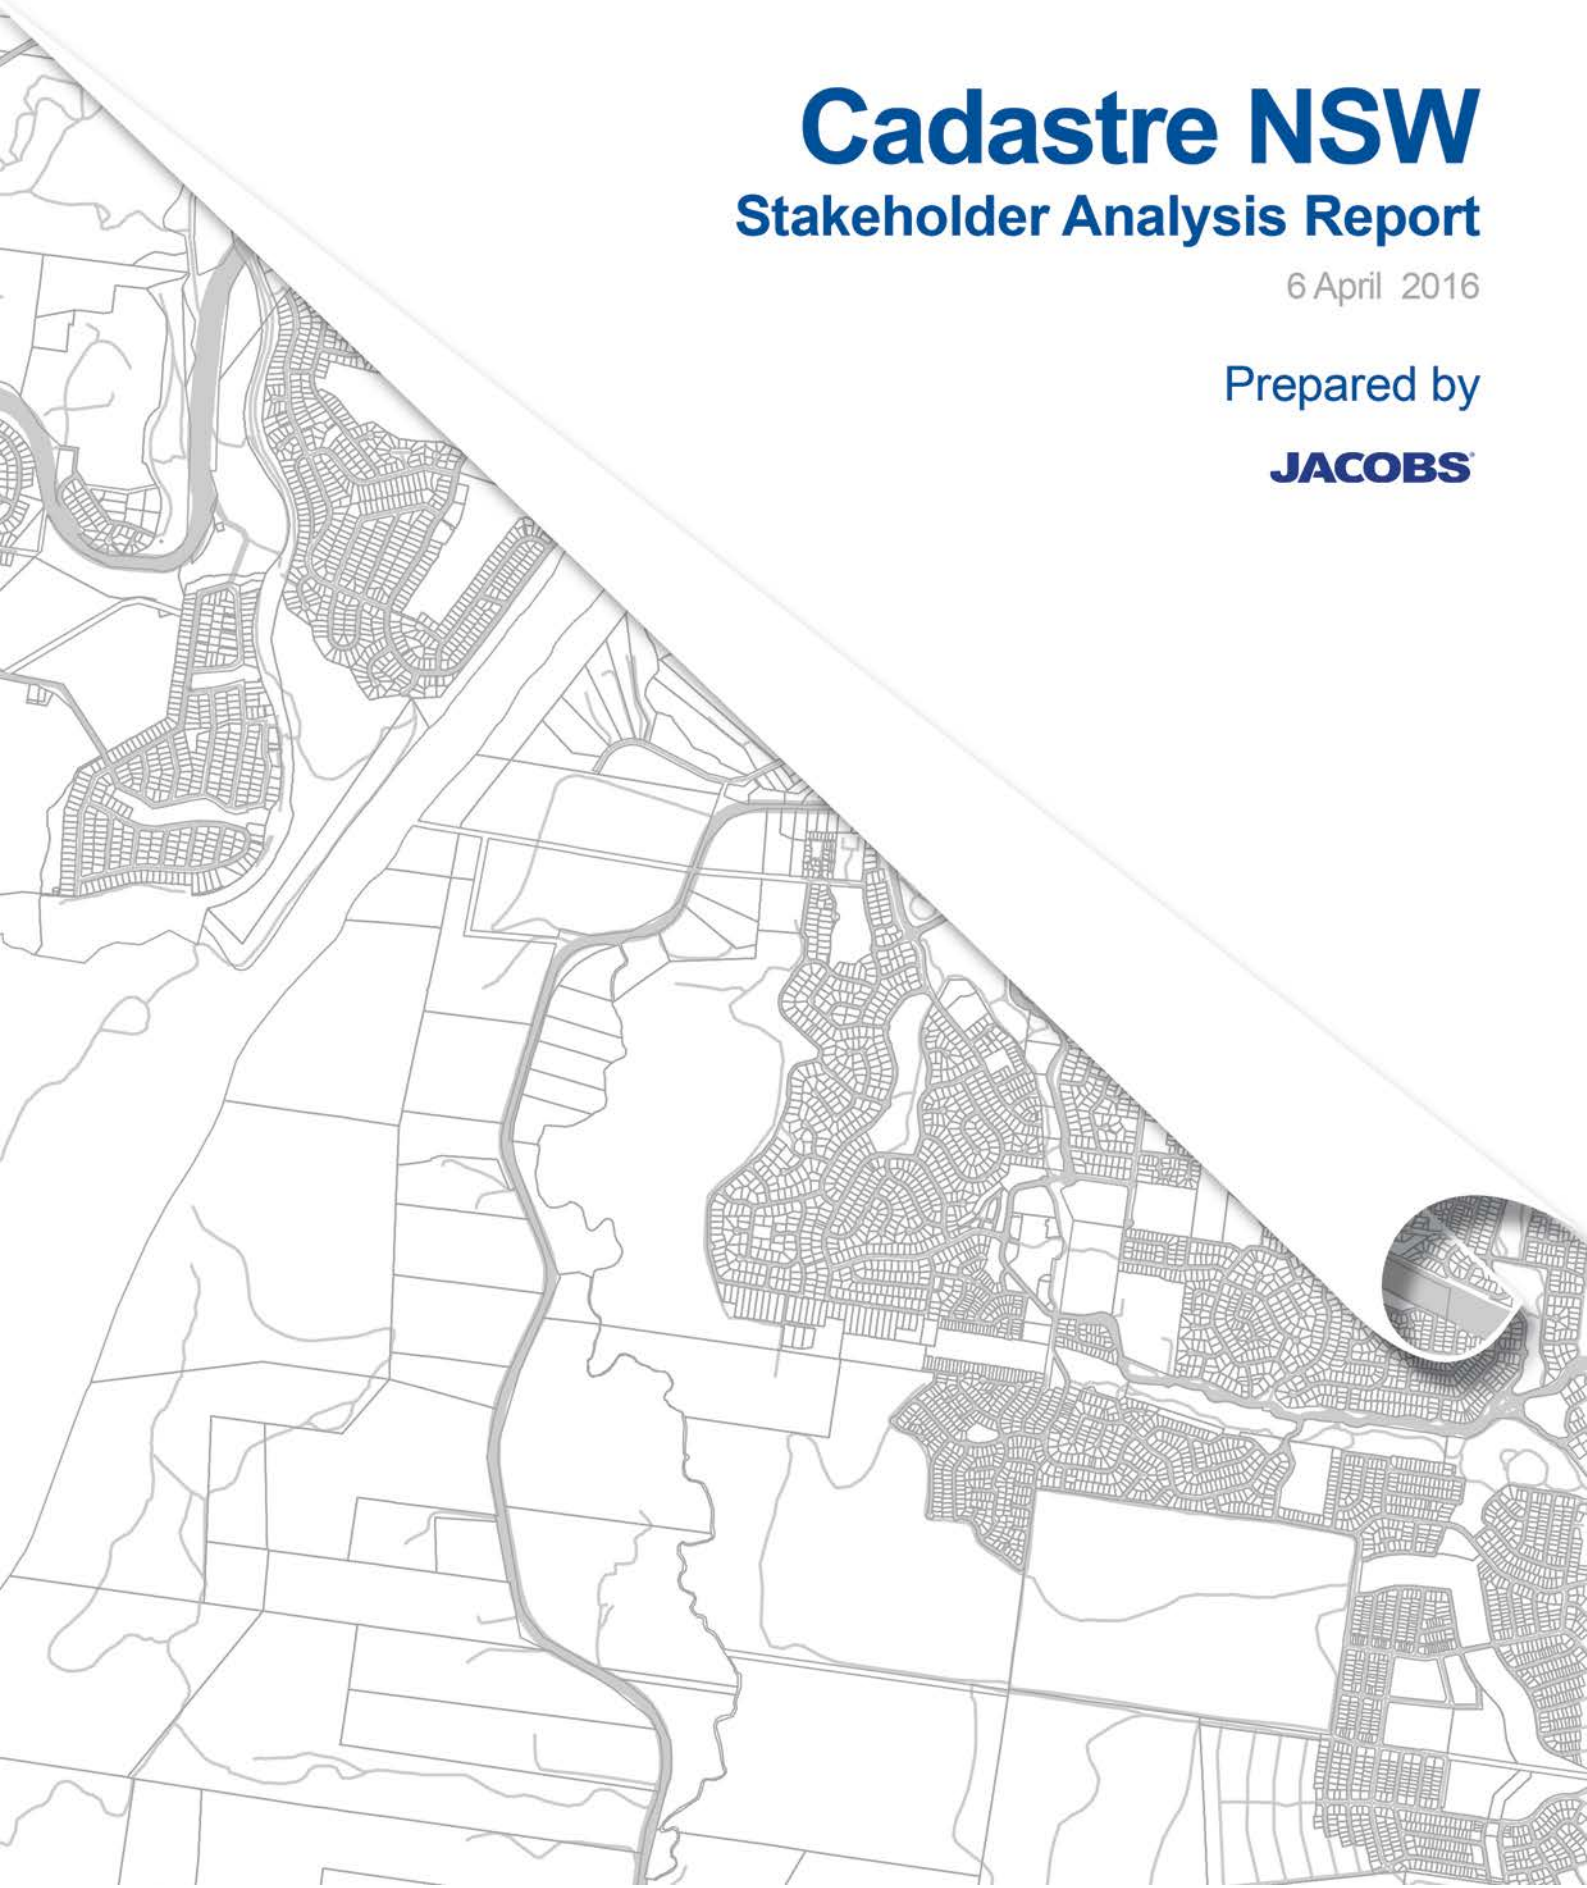 Cadastre NSW
Stakeholder Analysis Report
6 April 2016
Prepared by
JACOBS